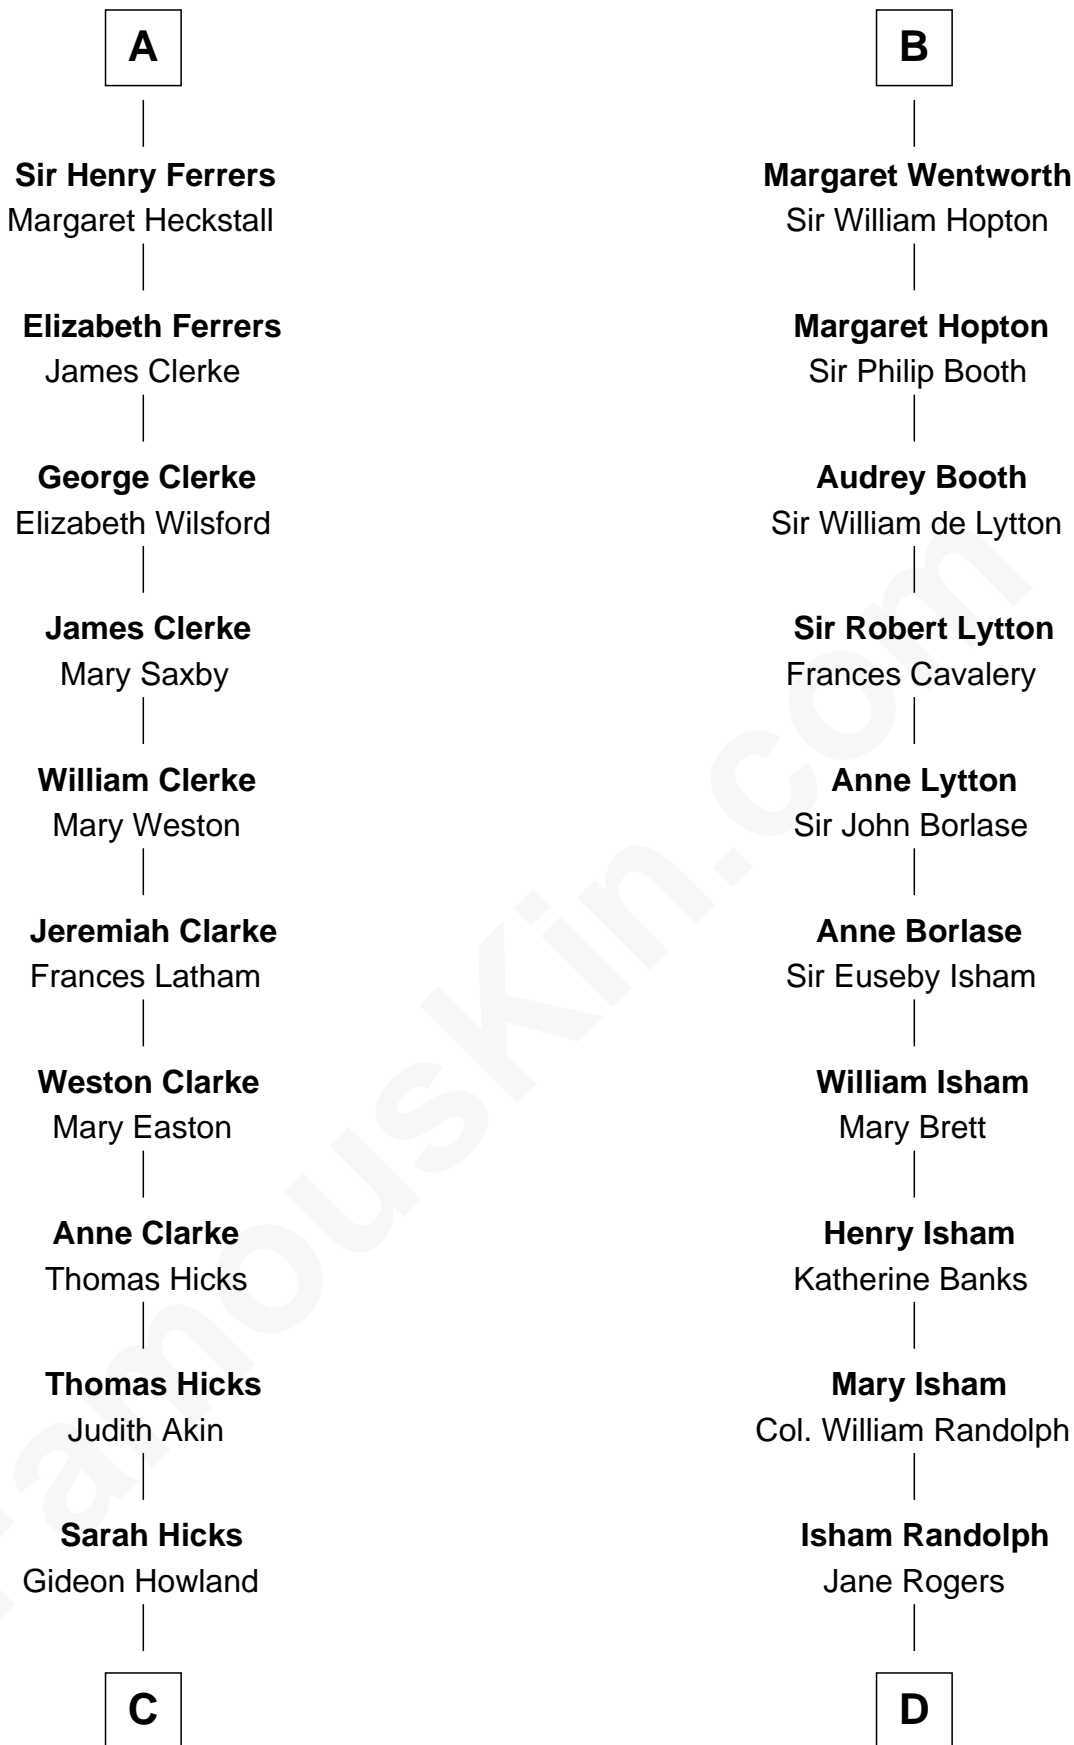 A
Sir Henry Ferrers
Margaret Heckstall
Elizabeth Ferrers
James Clerke
George Clerke
Elizabeth Wilsford
James Clerke
Mary Saxby
William Clerke
Mary Weston
Jeremiah Clarke
Frances Latham
Weston Clarke
Mary Easton
Anne Clarke
Thomas Hicks
Thomas Hicks
Judith Akin
Sarah Hicks
Gideon Howland
C
B
Margaret Wentworth
Sir William Hopton
Margaret Hopton
Sir Philip Booth
Audrey Booth
Sir William de Lytton
Sir Robert Lytton
Frances Cavalery
Anne Lytton
Sir John Borlase
Anne Borlase
Sir Euseby Isham
William Isham
Mary Brett
Henry Isham
Katherine Banks
Mary Isham
Col. William Randolph
Isham Randolph
Jane Rogers
D
FamousKin.com